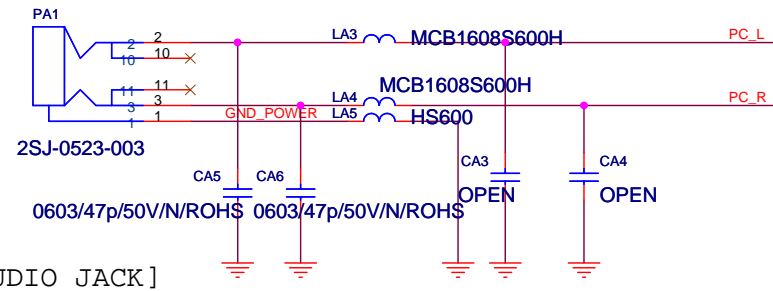 PA1
2 2 LA3 MCB1608S600H PC_L
10 10
11 11 MCB1608S600H
3 3 LA4 PC_R
1 1 GND_POWER LA5 HS600
2SJ-0523-003
CA5 CA6 CA3 CA4
0603/47p/50V/N/ROHS 0603/47p/50V/N/ROHS OPEN OPEN
UDIO JACK]